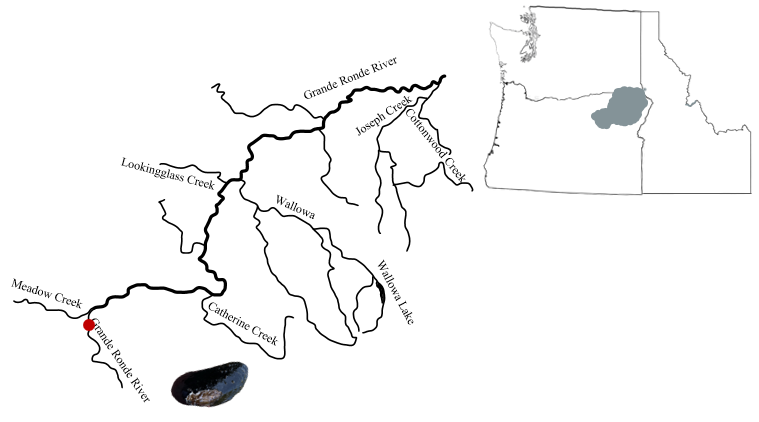 Grande Ronde River
Joseph Creek
Cottonwood Creek
Lookingglass Creek
Wallowa
Wallowa Lake
Meadow Creek
Catherine Creek
Grande Ronde River